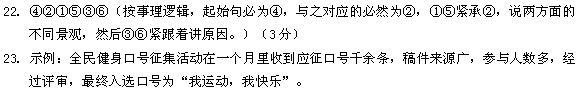 22. ④②①⑤③⑥（按事理逻辑，起始句必为④，与之对应的必然为②，①⑤紧承②，说两方面的
不同景观，然后③⑥紧跟着讲原因。）（3分）
23. 示例：全民健身口号征集活动在一个月里收到应征口号千余条，稿件来源广，参与人数多，经
过评审，最终入选口号为“我运动，我快乐”。